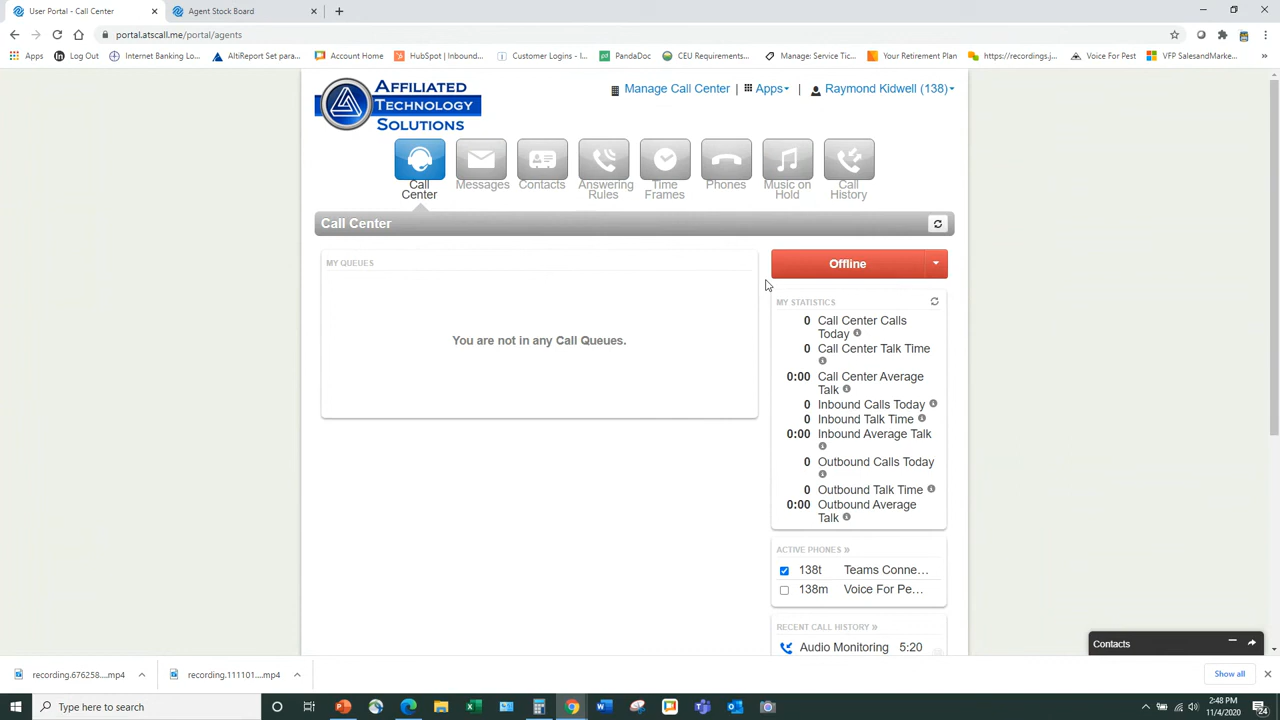 User Portal - Call Center
Agent Stock Board
portal.atscall.me/portal/agents
Apps
Log Out
Internet Banking Lo...
AltiReport Set para...
Account Home
HubSpot | Inbound...
Customer Logins - I...
PandaDoc
CEU Requirements...
Manage: Service Tic...
Your Retirement Plan
https://recordings.j...
Voice For Pest
VFP SalesandMarke...
AFFILIATED
TECHNOLOGY
SOLUTIONS
Manage Call Center | Apps | Raymond Kidwell (138)
Call Center
Messages
Contacts
Answering Rules
Time Frames
Phones
Music on Hold
Call History
Call Center
MY QUEUES
You are not in any Call Queues.
Offline
MY STATISTICS
0 Call Center Calls Today
0 Call Center Talk Time
0:00 Call Center Average Talk
0 Inbound Calls Today
0 Inbound Talk Time
0:00 Inbound Average Talk
0 Outbound Calls Today
0 Outbound Talk Time
0:00 Outbound Average Talk
ACTIVE PHONES »
138t Teams Conne...
138m Voice For Pe...
RECENT CALL HISTORY »
Audio Monitoring 5:20
Contacts
recording.676258....mp4
recording.111101....mp4
Show all
Type here to search
2:48 PM
11/4/2020
24